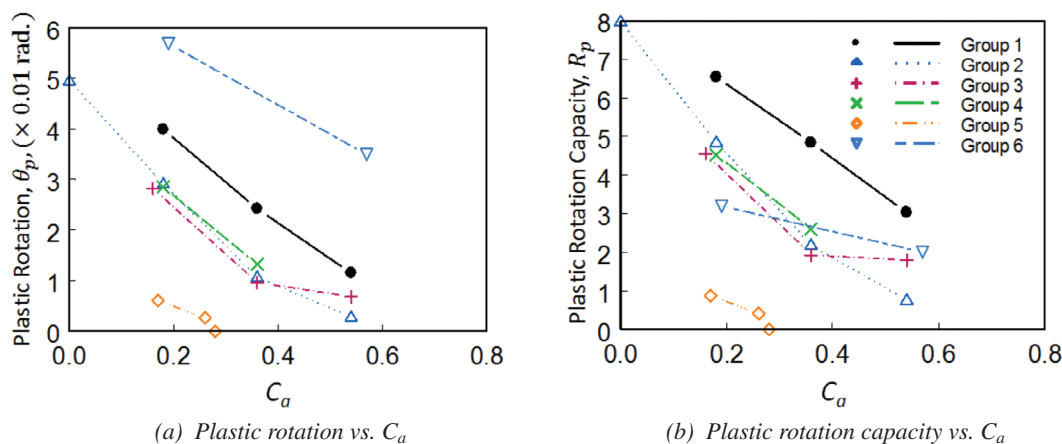 Plastic Rotation, θp, (× 0.01 rad.)
6
5
4
3
2
1
0
0.0 0.2 0.4 0.6 0.8
Ca
(a) Plastic rotation vs. Ca
Plastic Rotation Capacity, Rp
8
7
6
5
4
3
2
1
0
Group 1
Group 2
Group 3
Group 4
Group 5
Group 6
0.0 0.2 0.4 0.6 0.8
Ca
(b) Plastic rotation capacity vs. Ca